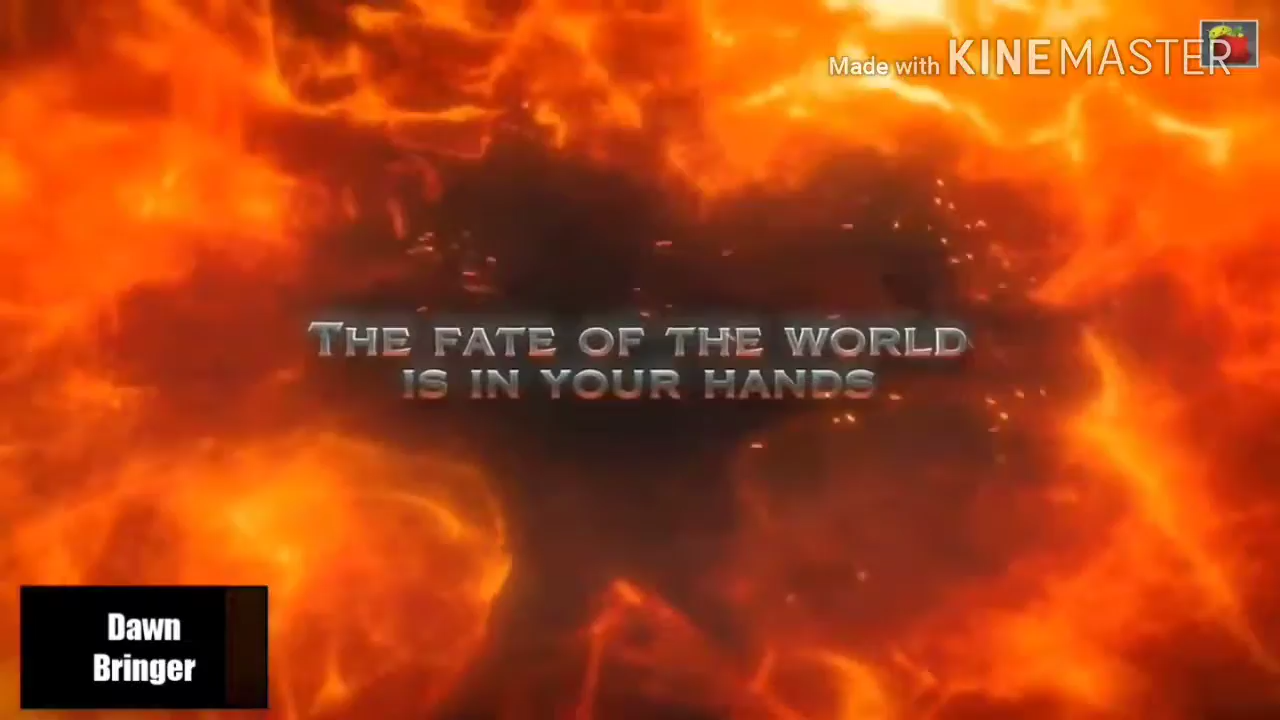 Made with KINEMASTER
THE FATE OF THE WORLD
IS IN YOUR HANDS
Dawn
Bringer